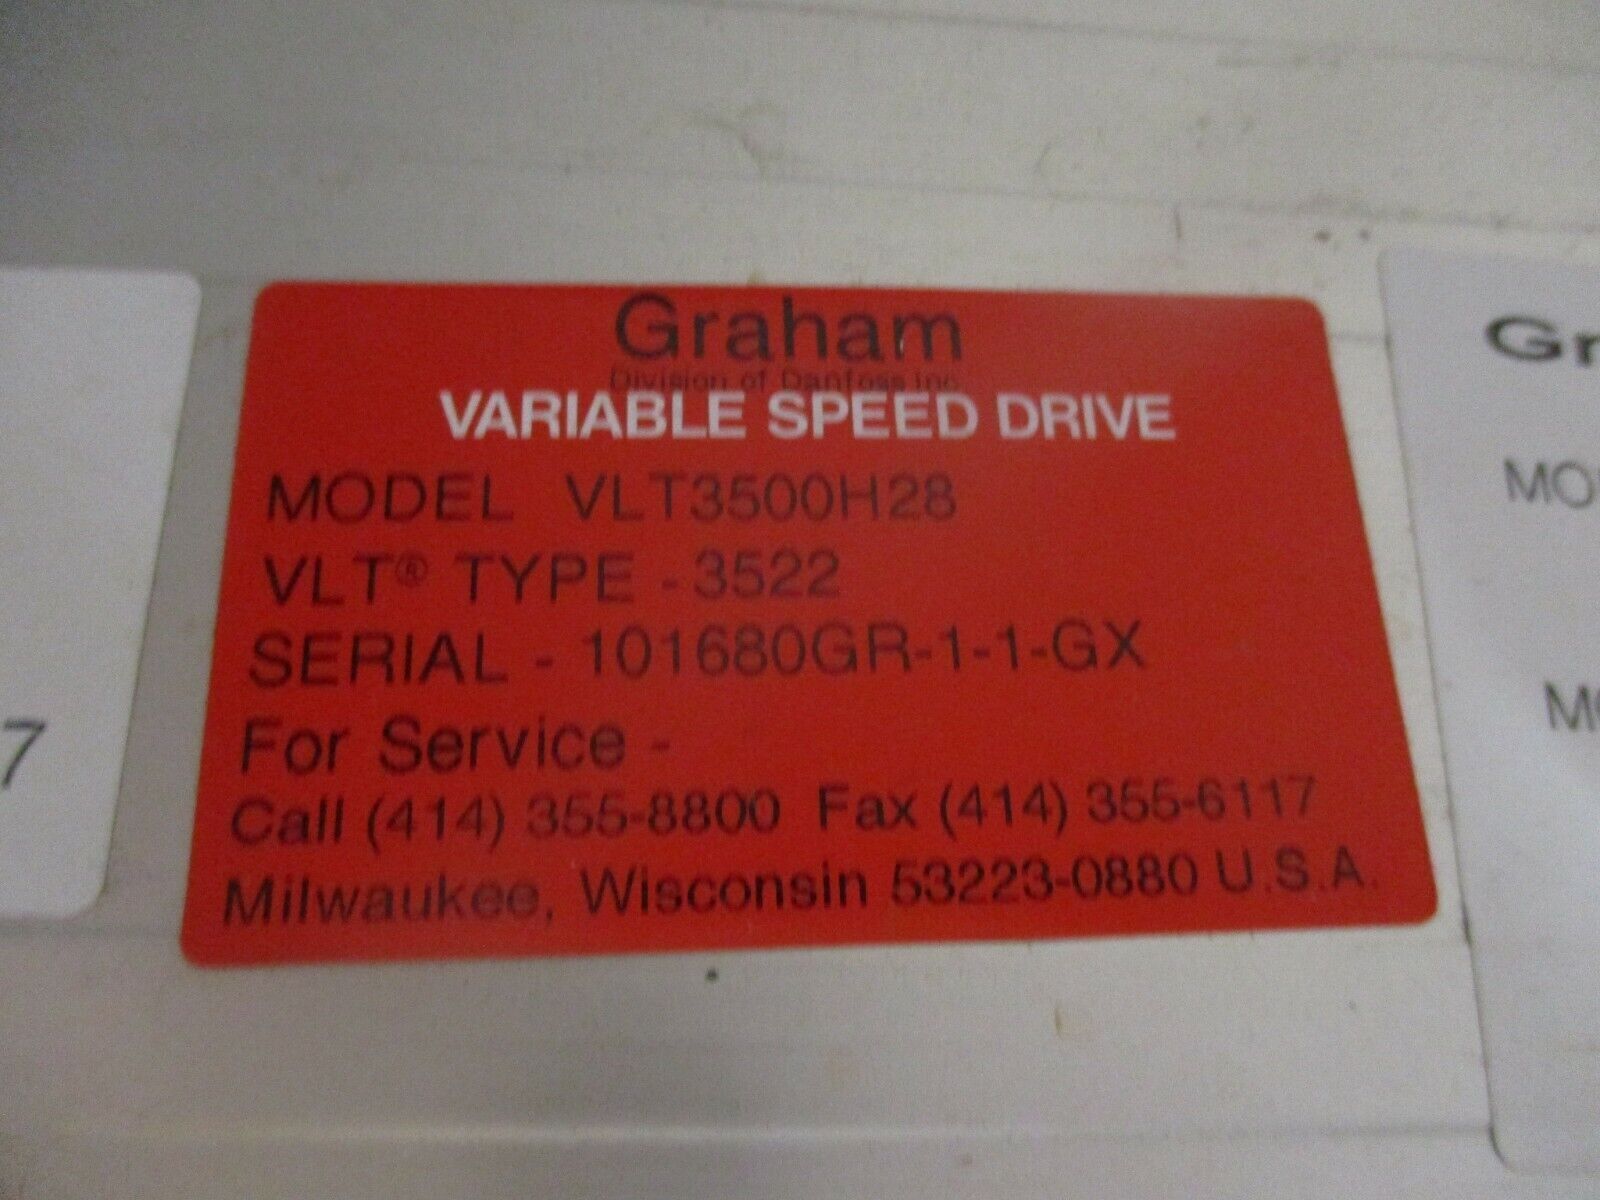 Graham
Division of Danfoss Inc.
VARIABLE SPEED DRIVE
MODEL VLT3500H28
VLT® TYPE - 3522
SERIAL - 101680GR-1-1-GX
For Service -
Call (414) 355-8800 Fax (414) 355-6117
Milwaukee, Wisconsin 53223-0880 U.S.A.
7
Gr
MO
MO